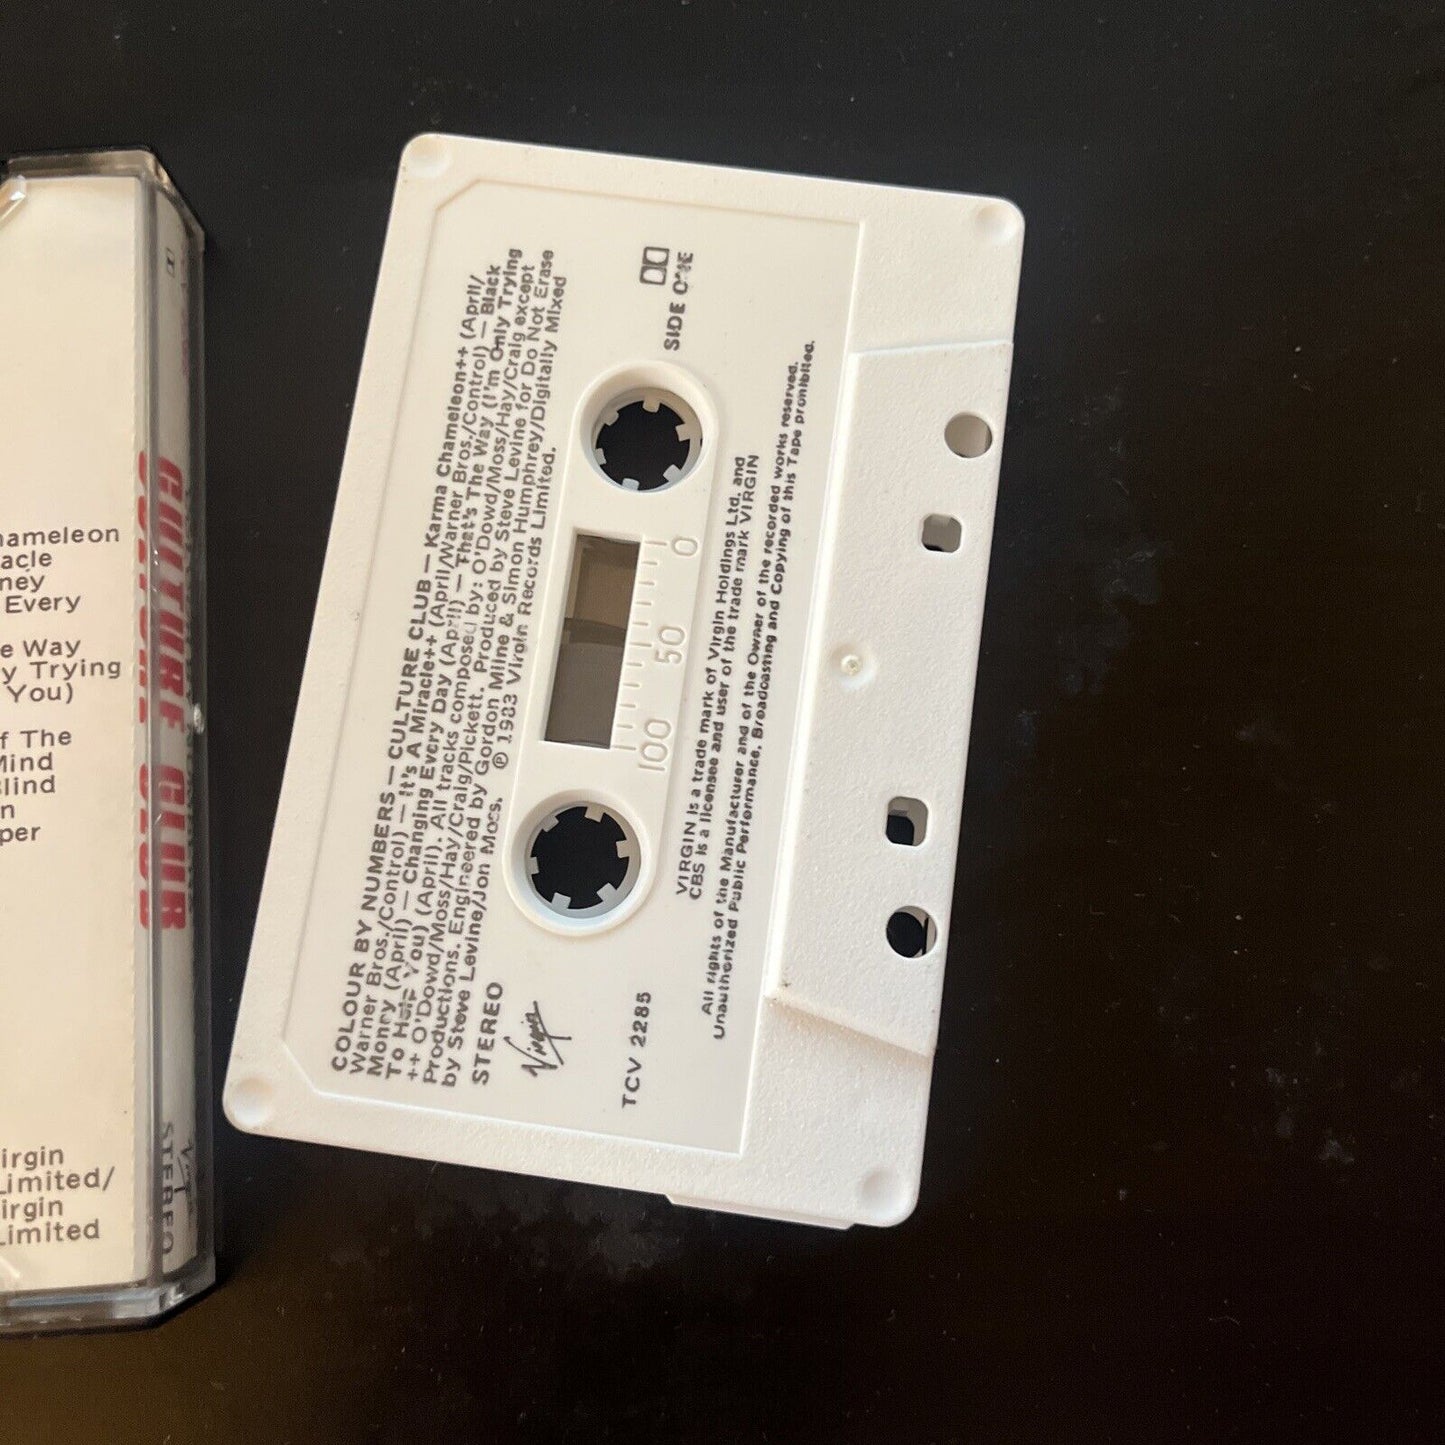 hameleon
acle
ney
Every
e Way
y Trying
You)
f The
Mind
Blind
n
per
irgin
Limited/
irgin
Limited
CULTURE CLUB
STEREO
COLOUR BY NUMBERS — CULTURE CLUB — Karma Chameleon++ (April/
Warner Bros./Control) — It's A Miracle++ (April/Warner Bros./Control) — Black
Money (April) — Changing Every Day (April) — That's The Way (I'm Only Trying
To Help You) (April). All tracks composed by: O'Dowd/Moss/Hay/Craig except
++ O'Dowd/Moss/Hay/Craig/Pickett. Produced by Steve Levine for Do Not Erase
Productions. Engineered by Gordon Milne & Simon Humphrey/Digitally Mixed
by Steve Levine/Jon Moss. ℗ 1983 Virgin Records Limited.
STEREO
SIDE ONE
Virgin
TCV 2285
100 50 0
VIRGIN is a trade mark of Virgin Holdings Ltd. and
CBS is a licensee and user of the trade mark VIRGIN
All rights of the Manufacturer and of the Owner of the recorded works reserved.
Unauthorized Public Performance, Broadcasting and Copying of this Tape prohibited.